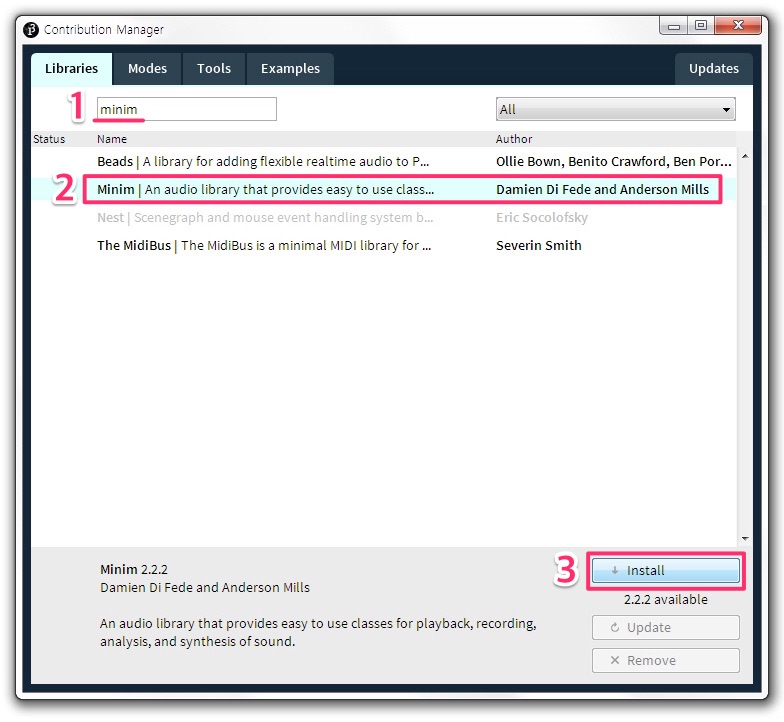 Contribution Manager
Libraries Modes Tools Examples Updates
1 minim All
Status Name Author
Beads | A library for adding flexible realtime audio to P... Ollie Bown, Benito Crawford, Ben Por...
2 Minim | An audio library that provides easy to use class... Damien Di Fede and Anderson Mills
Nest | Scenegraph and mouse event handling system b... Eric Socolofsky
The MidiBus | The MidiBus is a minimal MIDI library for ... Severin Smith
Minim 2.2.2
Damien Di Fede and Anderson Mills
An audio library that provides easy to use classes for playback, recording,
analysis, and synthesis of sound.
3 Install
2.2.2 available
Update
Remove